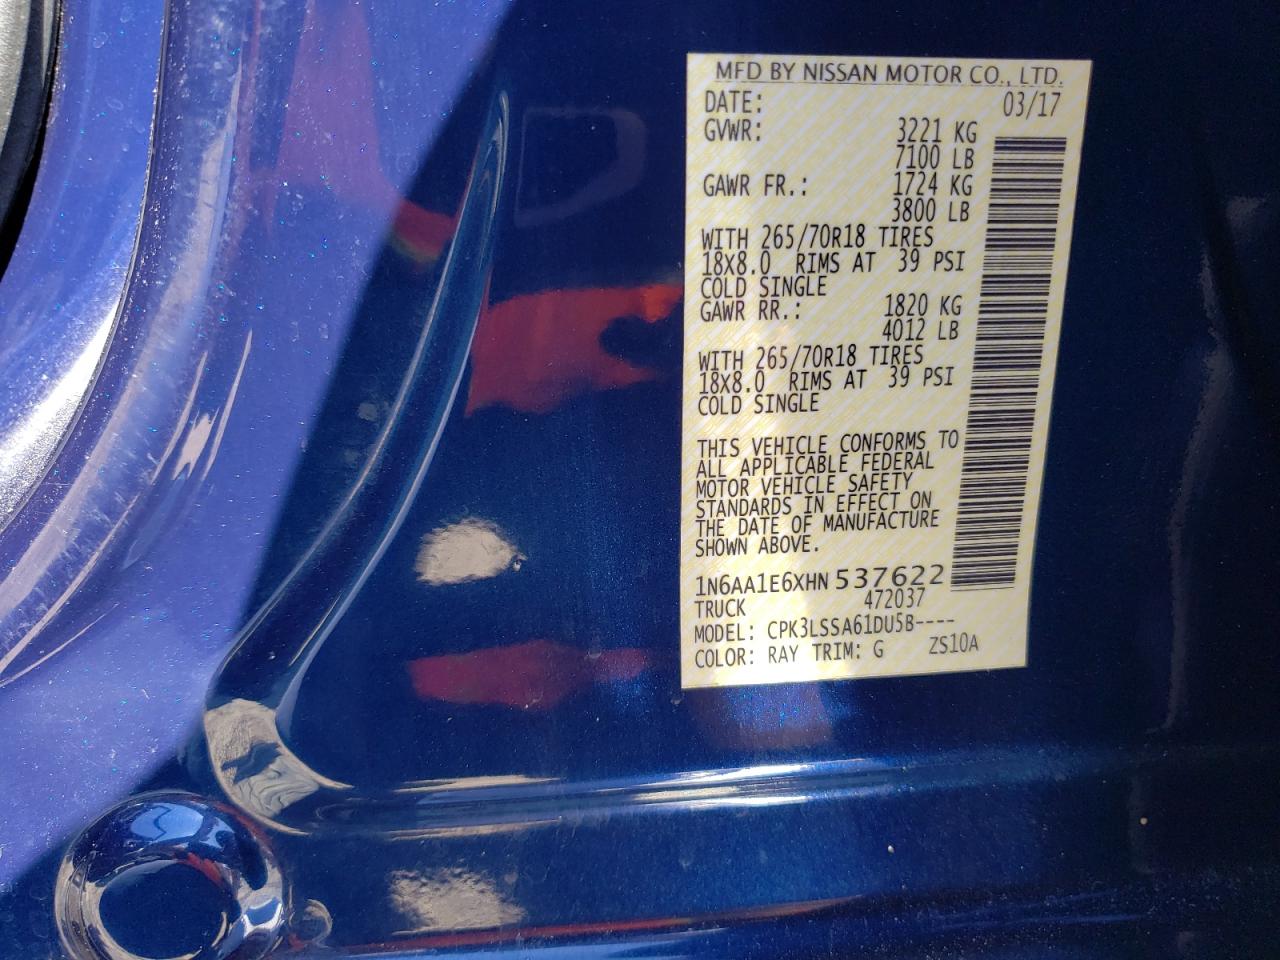 MFD BY NISSAN MOTOR CO., LTD.
DATE: 03/17
GVWR: 3221 KG
7100 LB
GAWR FR.: 1724 KG
3800 LB
WITH 265/70R18 TIRES
18X8.0 RIMS AT 39 PSI
COLD SINGLE
GAWR RR.: 1820 KG
4012 LB
WITH 265/70R18 TIRES
18X8.0 RIMS AT 39 PSI
COLD SINGLE
THIS VEHICLE CONFORMS TO
ALL APPLICABLE FEDERAL
MOTOR VEHICLE SAFETY
STANDARDS IN EFFECT ON
THE DATE OF MANUFACTURE
SHOWN ABOVE.
1N6AA1E6XHN537622
TRUCK 472037
MODEL: CPK3LSSA61DU5B----
COLOR: RAY TRIM: G ZS10A